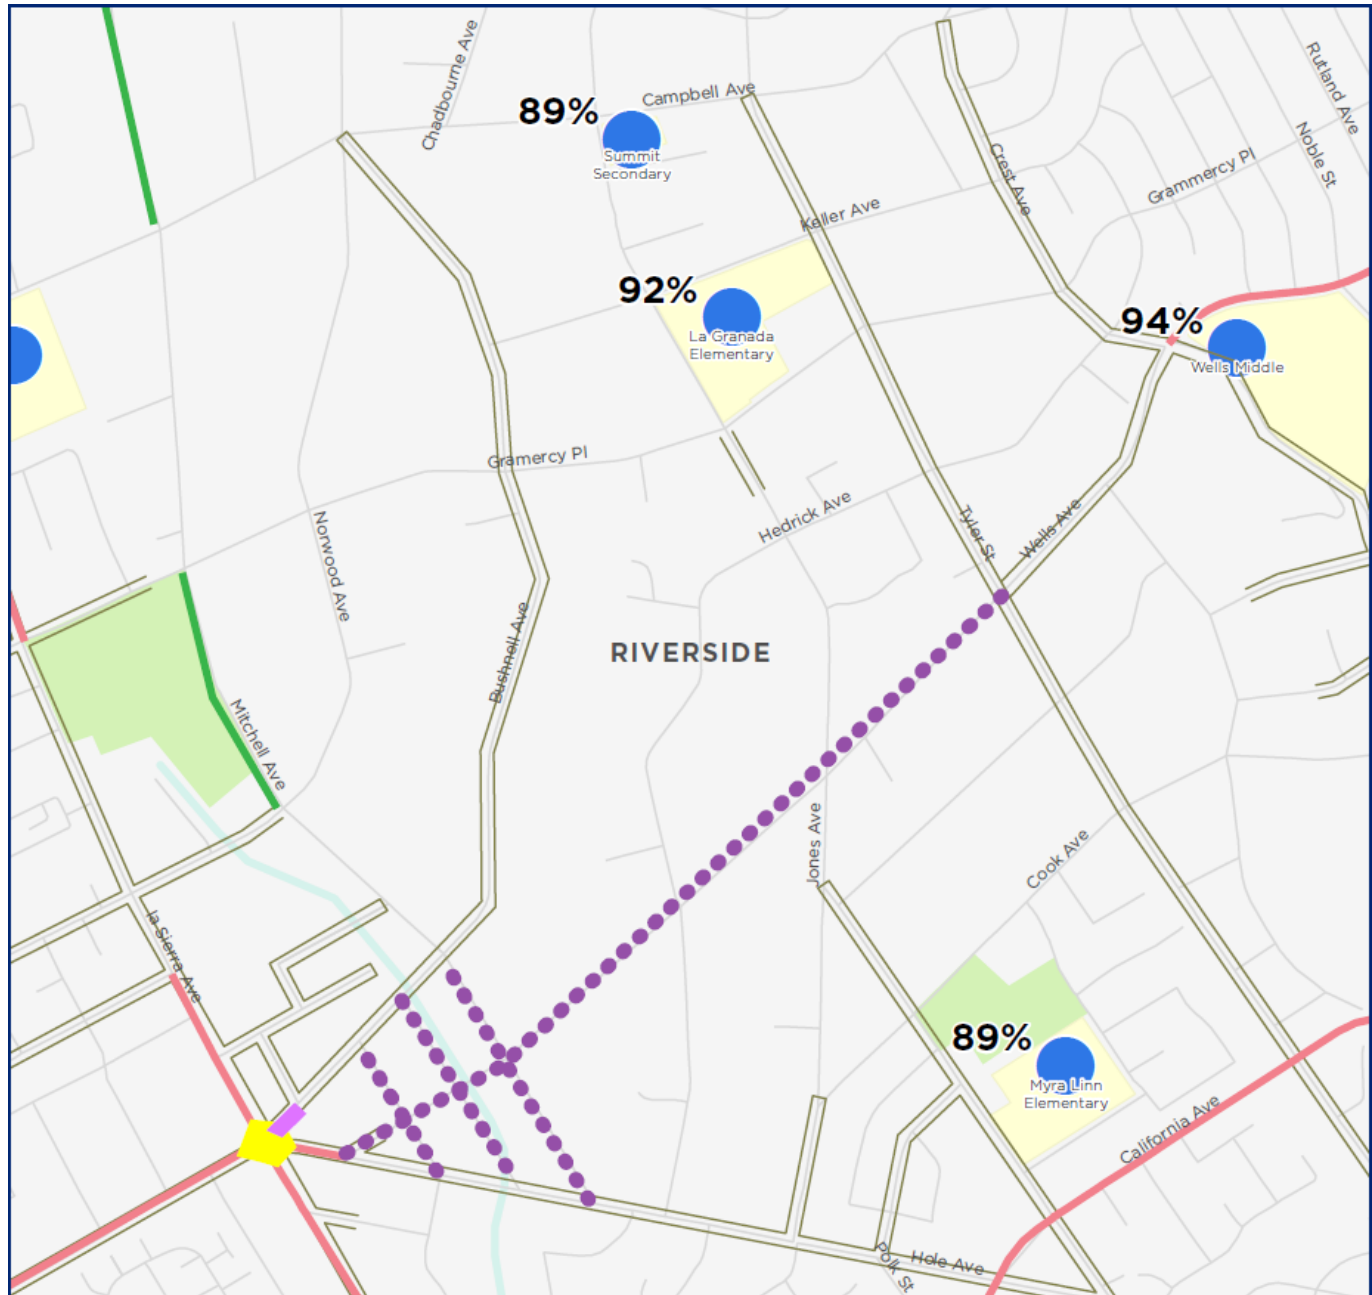 Chadbourne Ave
Rutland Ave
Campbell Ave
89%
Summit
Secondary
Noble St
Crest Ave
Grammercy Pl
Keller Ave
92%
La Granada
Elementary
94%
Wells Middle
Gramercy Pl
Hedrick Ave
Norwood Ave
Tyler St
Wells Ave
Bushnell Ave
RIVERSIDE
Mitchell Ave
Jones Ave
Cook Ave
la Sierra Ave
89%
Myra Linn
Elementary
California Ave
Polk St
Hole Ave